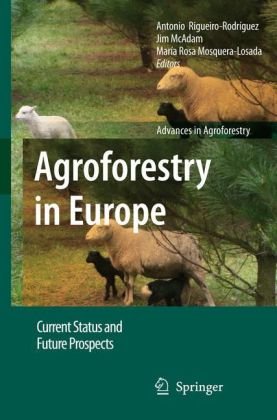 Antonio Rigueiro-Rodríguez
Jim McAdam
María Rosa Mosquera-Losada
Editors
Advances in Agroforestry
Agroforestry
in Europe
Current Status and
Future Prospects
Springer